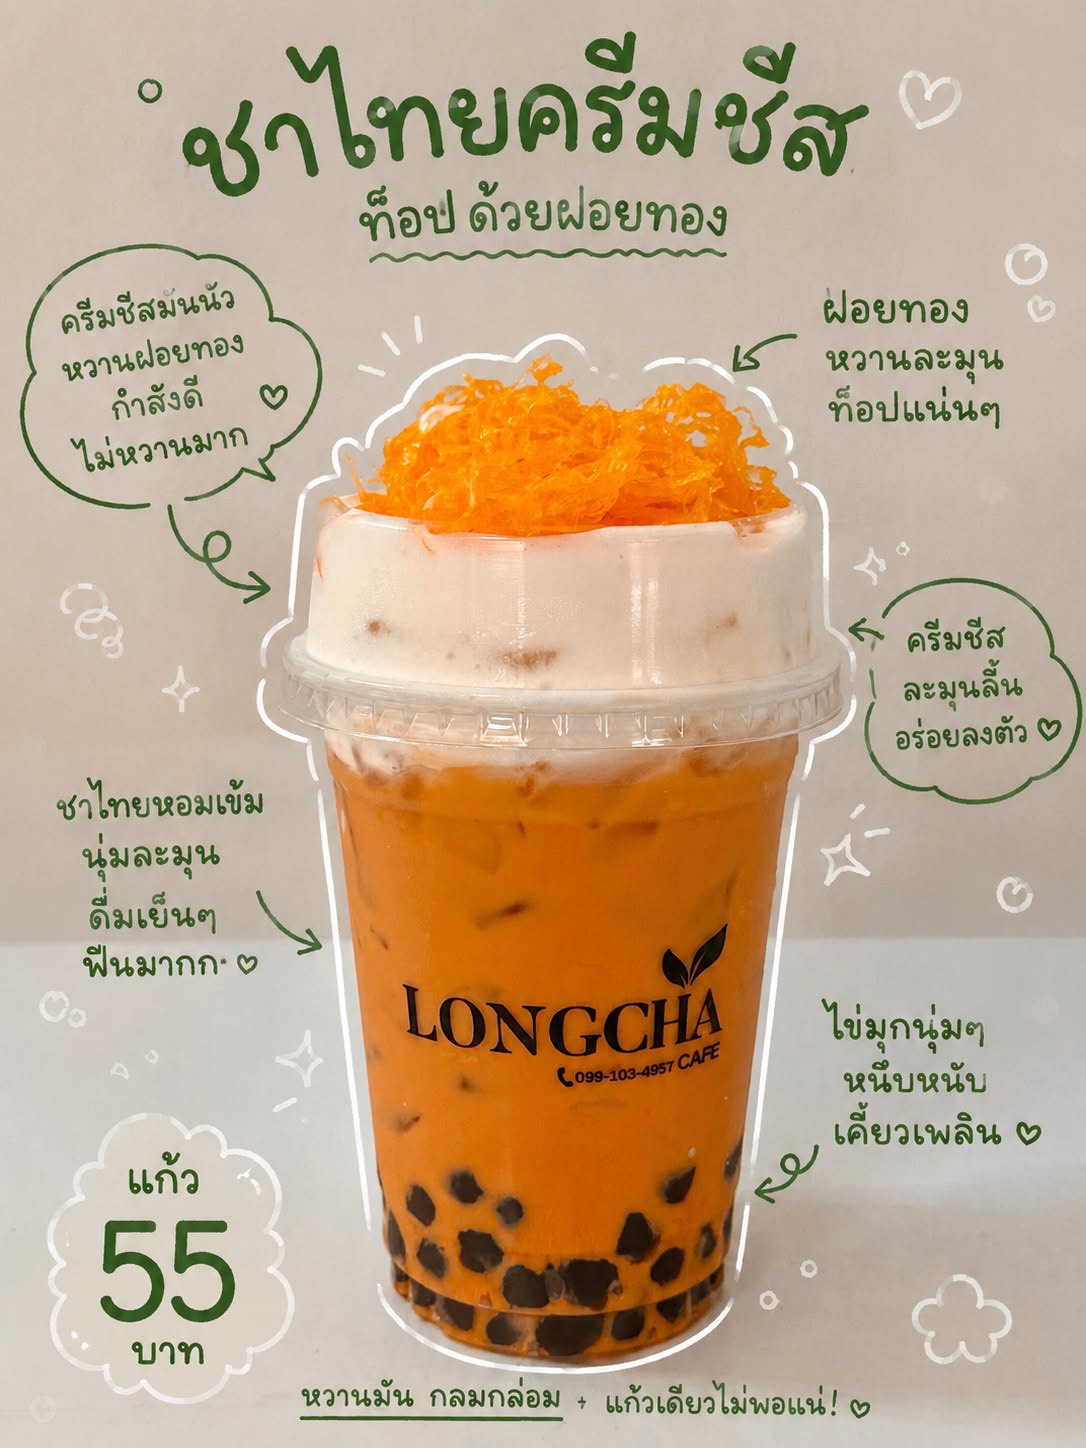 ชาไทยครีมชีส
ท็อป ด้วยฝอยทอง
ครีมชีสมันนัว
หวานฝอยทอง
กำลังดี
ไม่หวานมาก
ฝอยทอง
หวานละมุน
ท็อปแน่นๆ
ครีมชีส
ละมุนลิ้น
อร่อยลงตัว
ชาไทยหอมเข้ม
นุ่มละมุน
ดื่มเย็นๆ
ฟินมากก
LONGCHA
099-103-4957 CAFE
ไข่มุกนุ่มๆ
หนึบหนับ
เคี้ยวเพลิน
แก้ว
55
บาท
หวานมัน กลมกล่อม + แก้วเดียวไม่พอแน่!